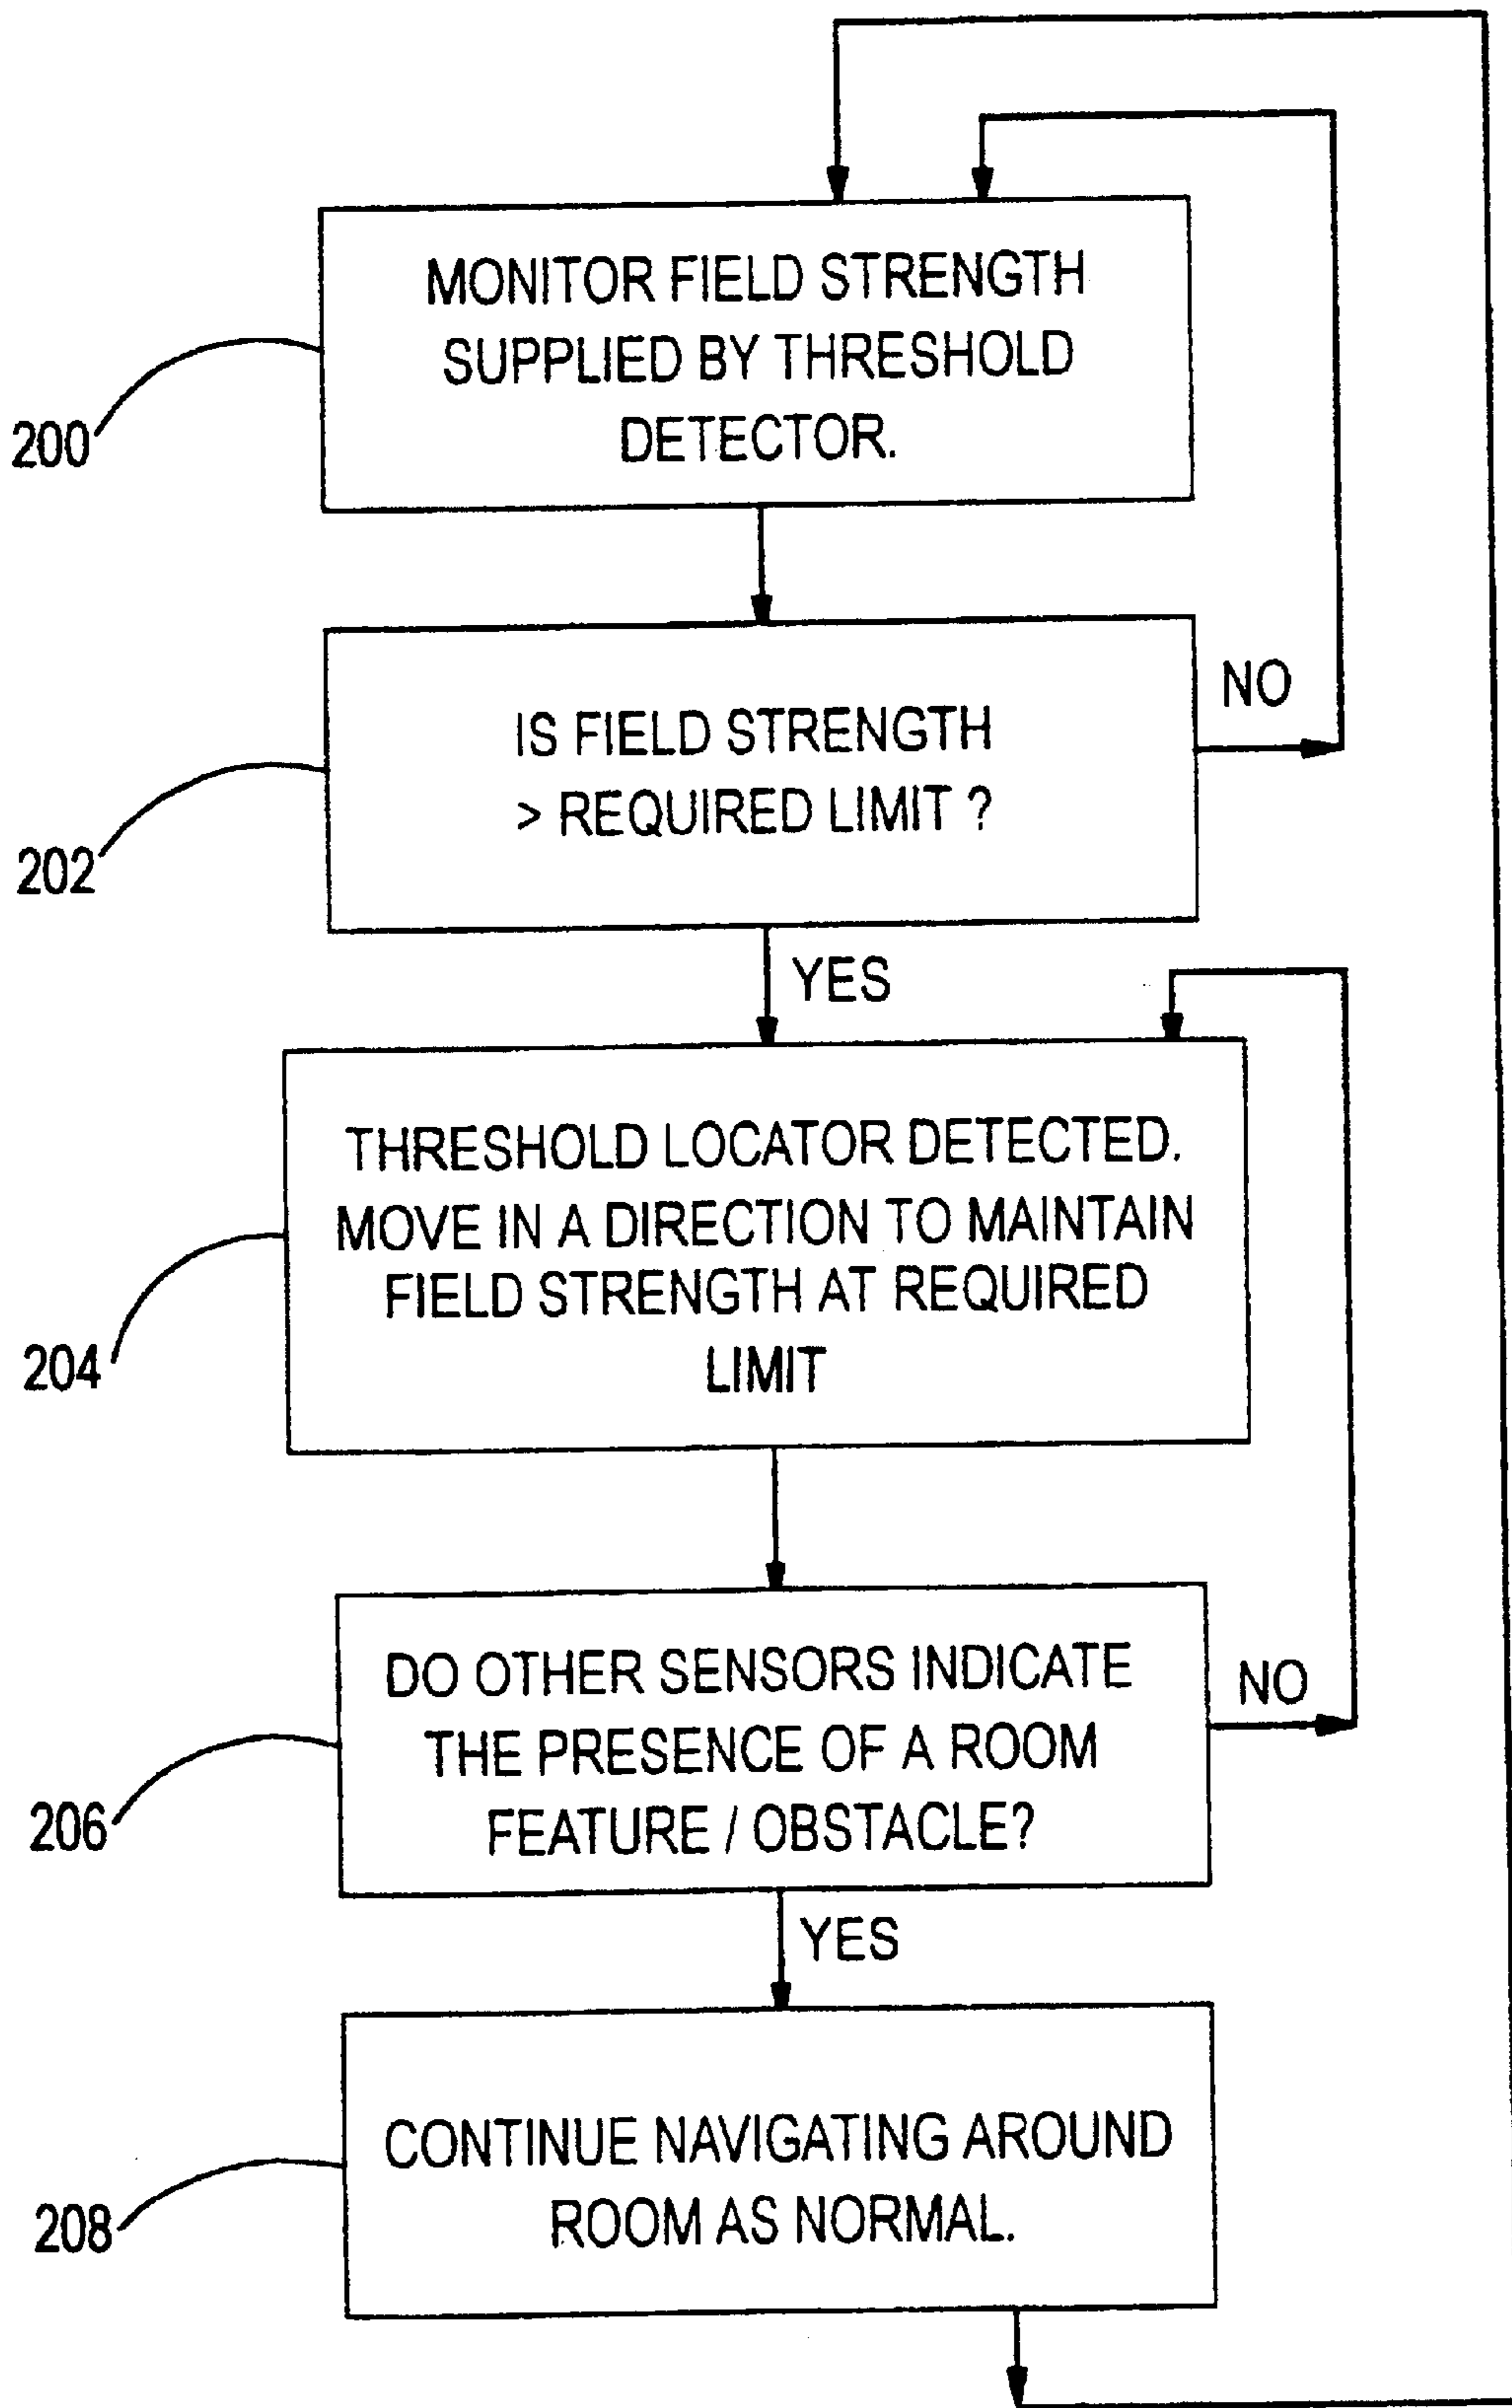 MONITOR FIELD STRENGTH
SUPPLIED BY THRESHOLD
DETECTOR.
200
IS FIELD STRENGTH
> REQUIRED LIMIT ?
NO
202
YES
THRESHOLD LOCATOR DETECTED.
MOVE IN A DIRECTION TO MAINTAIN
FIELD STRENGTH AT REQUIRED
LIMIT
204
DO OTHER SENSORS INDICATE
THE PRESENCE OF A ROOM
FEATURE / OBSTACLE?
NO
206
YES
CONTINUE NAVIGATING AROUND
ROOM AS NORMAL.
208